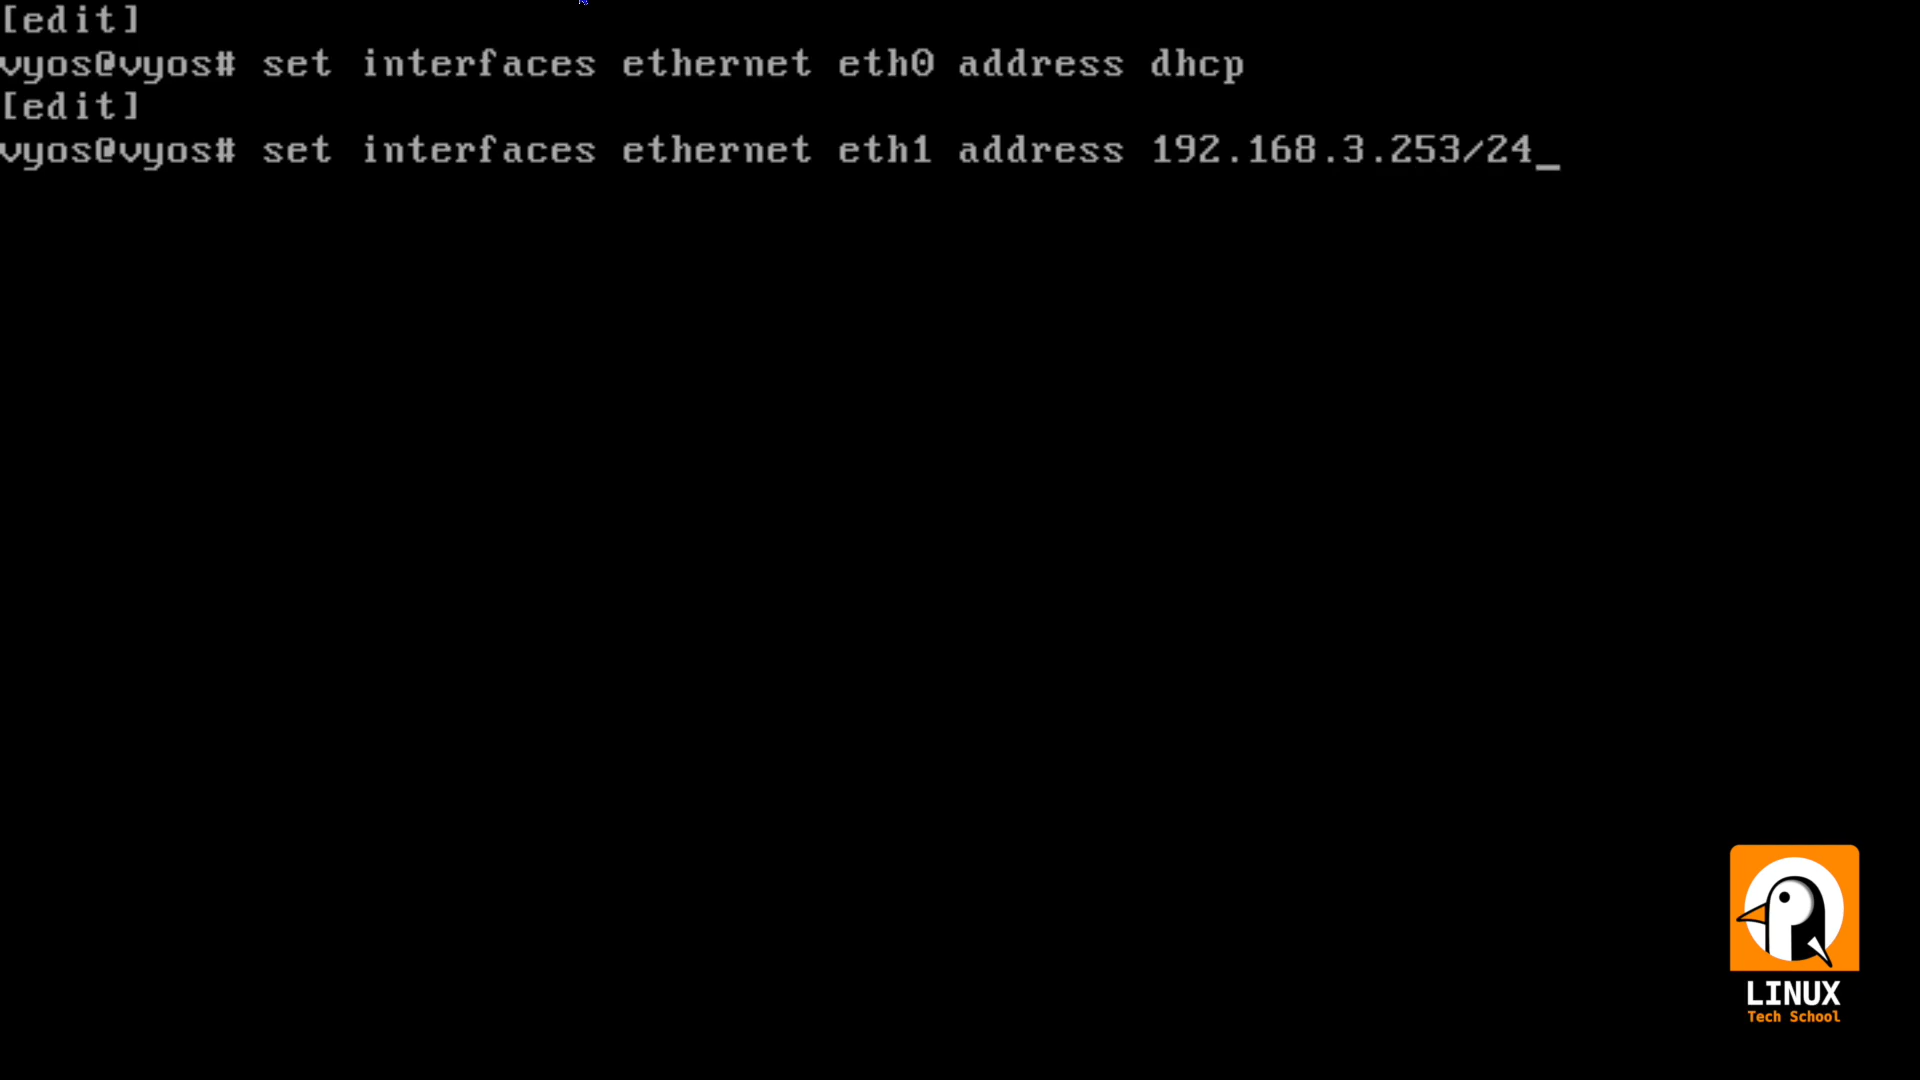 [edit]
vyos@vyos# set interfaces ethernet eth0 address dhcp
[edit]
vyos@vyos# set interfaces ethernet eth1 address 192.168.3.253/24_
LINUX
Tech School